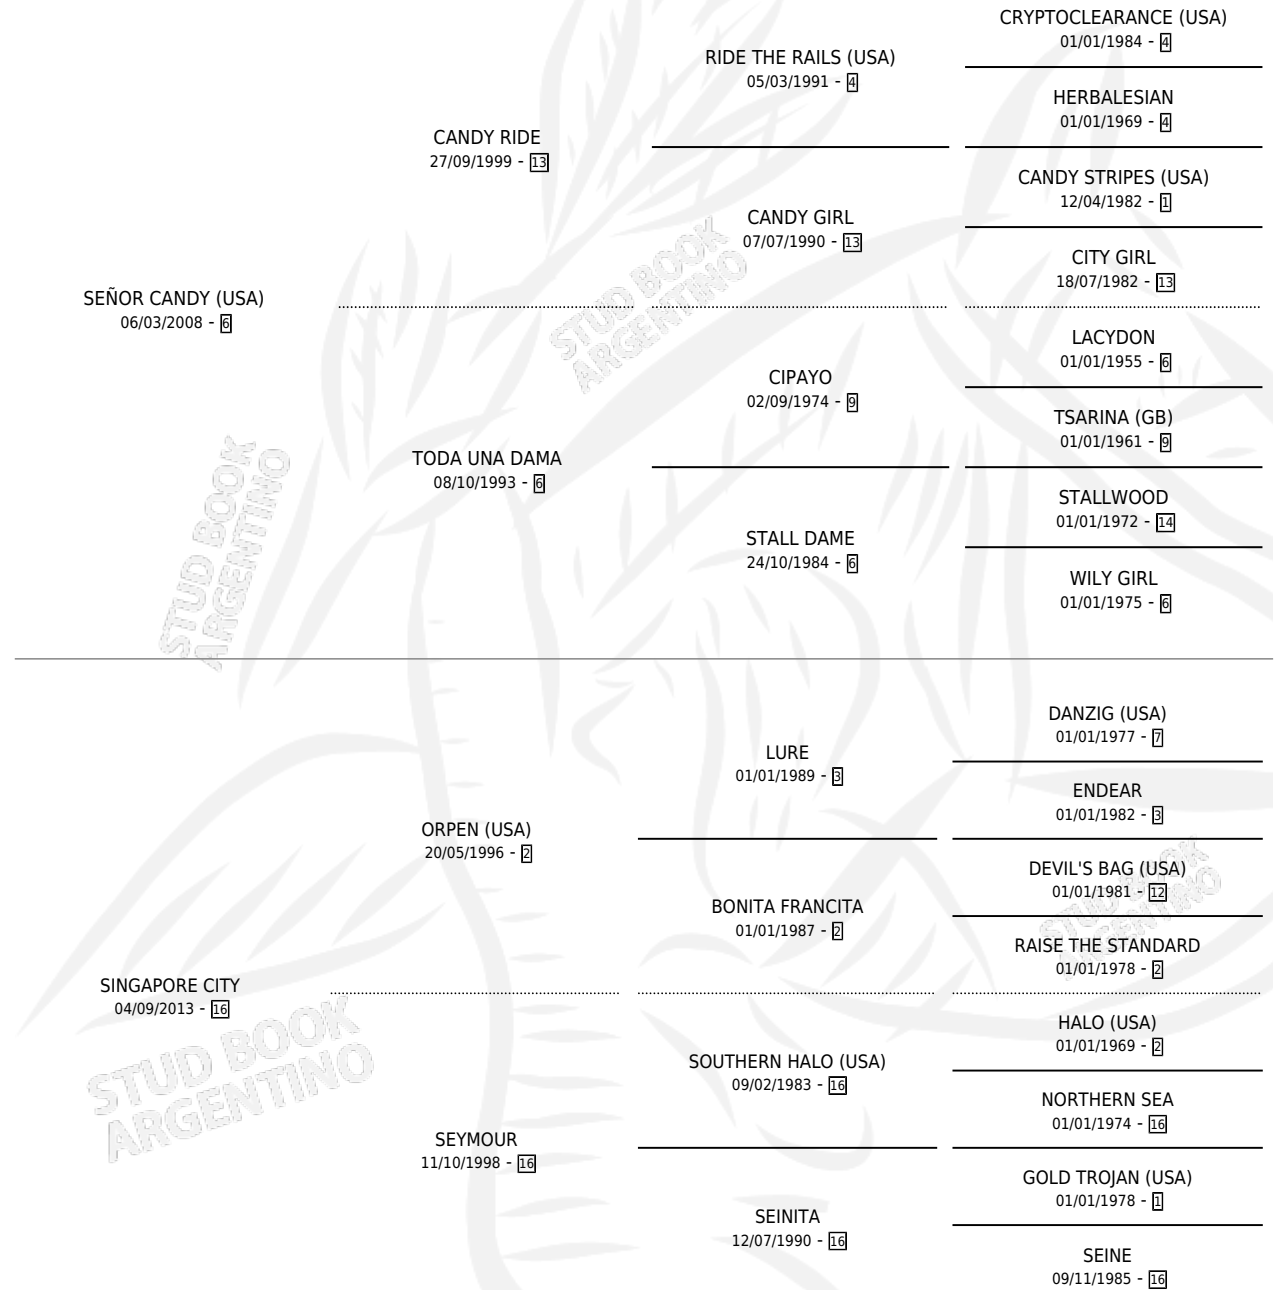 CRYPTOCLEARANCE (USA)
01/01/1984 - 4
RIDE THE RAILS (USA)
05/03/1991 - 4
HERBALESIAN
01/01/1969 - 4
CANDY RIDE
27/09/1999 - 13
CANDY STRIPES (USA)
12/04/1982 - 1
CANDY GIRL
07/07/1990 - 13
CITY GIRL
18/07/1982 - 13
SEÑOR CANDY (USA)
06/03/2008 - 6
LACYDON
01/01/1955 - 6
CIPAYO
02/09/1974 - 9
TSARINA (GB)
01/01/1961 - 9
TODA UNA DAMA
08/10/1993 - 6
STALLWOOD
01/01/1972 - 14
STALL DAME
24/10/1984 - 6
WILY GIRL
01/01/1975 - 6
STUD BOOK
ARGENTINO
STUD BOOK
ARGENTINO
DANZIG (USA)
01/01/1977 - 7
LURE
01/01/1989 - 3
ENDEAR
01/01/1982 - 3
ORPEN (USA)
20/05/1996 - 2
DEVIL'S BAG (USA)
01/01/1981 - 12
BONITA FRANCITA
01/01/1987 - 2
RAISE THE STANDARD
01/01/1978 - 2
STUD BOOK
ARGENTINO
SINGAPORE CITY
04/09/2013 - 16
HALO (USA)
01/01/1969 - 2
SOUTHERN HALO (USA)
09/02/1983 - 16
NORTHERN SEA
01/01/1974 - 16
STUD BOOK
ARGENTINO
SEYMOUR
11/10/1998 - 16
GOLD TROJAN (USA)
01/01/1978 - 1
SEINITA
12/07/1990 - 16
SEINE
09/11/1985 - 16